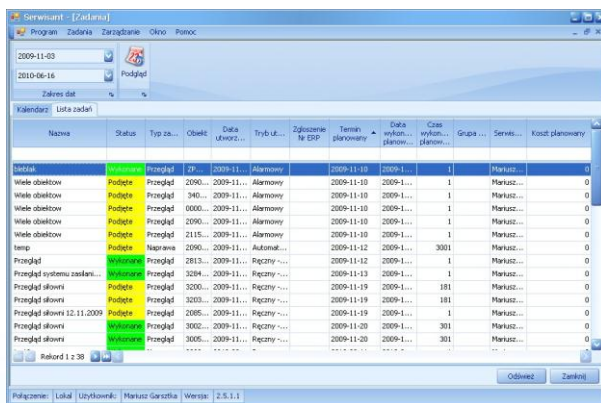 Serwisant - [Zadania]
Program Zadania Zarządzanie Okno Pomoc
2009-11-03
2010-06-16
Podgląd
Zakres dat
Kalendarz Lista zadań
Nazwa Status Typ za... Obiekt Data utworz... Tryb ut... Zgłoszenie Nr ERP Termin planowany Data wykon... planow... Czas wykon... planow... Grupa ... Serwis... Koszt planowany
bleblak Wykonane Przegląd ZP... 2009-11... Alarmowy 2009-11-10 2009-1... 1 Mariusz... 0
Wiele obiektow Podjęte Przegląd 2090... 2009-11... Alarmowy 2009-11-10 2009-1... 1 Mariusz... 0
Wiele obiektow Podjęte Przegląd 340... 2009-11... Alarmowy 2009-11-10 2009-1... 1 Mariusz... 0
Wiele obiektow Podjęte Przegląd 0000... 2009-11... Alarmowy 2009-11-10 2009-1... 1 Mariusz... 0
Wiele obiektow Podjęte Przegląd 2090... 2009-11... Alarmowy 2009-11-10 2009-1... 1 Mariusz... 0
Wiele obiektow Podjęte Przegląd 2115... 2009-11... Alarmowy 2009-11-10 2009-1... 1 Mariusz... 0
temp Podjęte Naprawa 2090... 2009-11... Automat... 2009-11-12 2009-1... 3001 Mariusz... 0
Przegląd Wykonane Przegląd 2813... 2009-11... Ręczny -... 2009-11-12 2009-1... 1 Mariusz... 0
Przegląd systemu zasilani... Wykonane Przegląd 3284... 2009-11... Ręczny -... 2009-11-13 2009-1... 1 Mariusz... 0
Przegląd siłowni Podjęte Przegląd 3200... 2009-11... Ręczny -... 2009-11-19 2009-1... 181 Mariusz... 0
Przegląd siłowni Podjęte Przegląd 3203... 2009-11... Ręczny -... 2009-11-19 2009-1... 181 Mariusz... 0
Przegląd siłowni 12.11.2009 Podjęte Przegląd 2085... 2009-11... Ręczny -... 2009-11-19 2009-1... 1 Mariusz... 0
Przegląd siłowni Wykonane Przegląd 3002... 2009-11... Ręczny -... 2009-11-20 2009-1... 301 Mariusz... 0
Przegląd siłowni Wykonane Przegląd 3005... 2009-11... Ręczny -... 2009-11-20 2009-1... 301 Mariusz... 0
Rekord 1 z 38
Odśwież Zamknij
Połączenie: Lokal Użytkownik: Mariusz Garsztka Wersja: 2.5.1.1